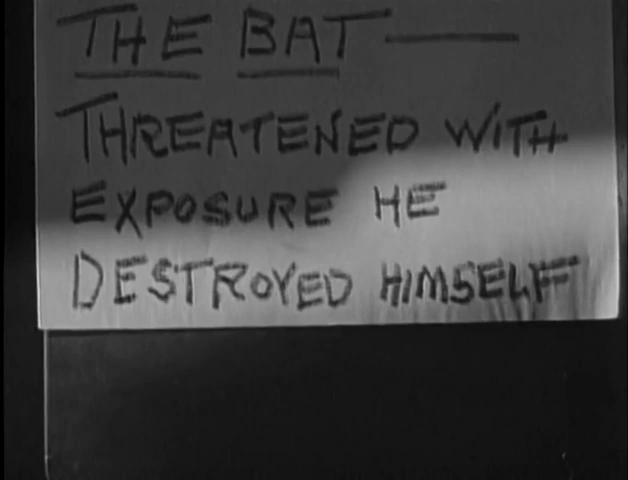 THE BAT —
THREATENED WITH
EXPOSURE HE
DESTROYED HIMSELF